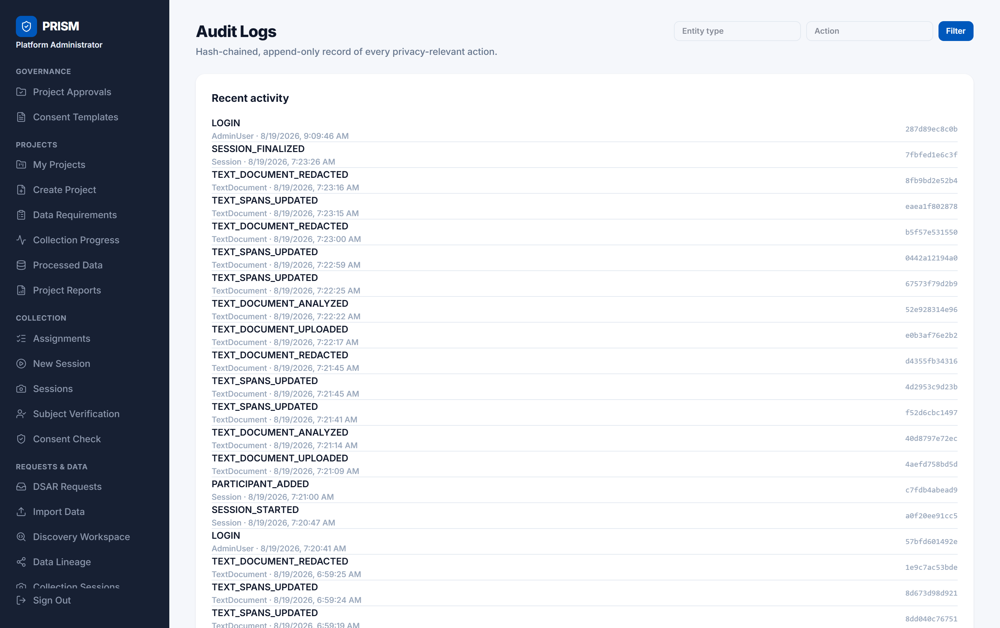 PRISM
Platform Administrator
GOVERNANCE
Project Approvals
Consent Templates
PROJECTS
My Projects
Create Project
Data Requirements
Collection Progress
Processed Data
Project Reports
COLLECTION
Assignments
New Session
Sessions
Subject Verification
Consent Check
REQUESTS & DATA
DSAR Requests
Import Data
Discovery Workspace
Data Lineage
Collection Sessions
Sign Out
Audit Logs
Hash-chained, append-only record of every privacy-relevant action.
Entity type
Action
Filter
Recent activity
LOGIN
AdminUser · 8/19/2026, 9:09:46 AM
287d89ec8c0b
SESSION_FINALIZED
Session · 8/19/2026, 7:23:26 AM
7fbfed1e6c3f
TEXT_DOCUMENT_REDACTED
TextDocument · 8/19/2026, 7:23:16 AM
8fb9bd2e52b4
TEXT_SPANS_UPDATED
TextDocument · 8/19/2026, 7:23:15 AM
eaea1f802878
TEXT_DOCUMENT_REDACTED
TextDocument · 8/19/2026, 7:23:00 AM
b5f57e531550
TEXT_SPANS_UPDATED
TextDocument · 8/19/2026, 7:22:59 AM
0442a12194a0
TEXT_SPANS_UPDATED
TextDocument · 8/19/2026, 7:22:25 AM
67573f79d2b9
TEXT_DOCUMENT_ANALYZED
TextDocument · 8/19/2026, 7:22:22 AM
52e928314e96
TEXT_DOCUMENT_UPLOADED
TextDocument · 8/19/2026, 7:22:17 AM
e0b3af76e2b2
TEXT_DOCUMENT_REDACTED
TextDocument · 8/19/2026, 7:21:45 AM
d4355fb34316
TEXT_SPANS_UPDATED
TextDocument · 8/19/2026, 7:21:45 AM
4d2953c9d23b
TEXT_SPANS_UPDATED
TextDocument · 8/19/2026, 7:21:41 AM
f52d6cbc1497
TEXT_DOCUMENT_ANALYZED
TextDocument · 8/19/2026, 7:21:14 AM
40d8797e72ec
TEXT_DOCUMENT_UPLOADED
TextDocument · 8/19/2026, 7:21:09 AM
4aefd758bd5d
PARTICIPANT_ADDED
Session · 8/19/2026, 7:21:00 AM
c7fdb4abead9
SESSION_STARTED
Session · 8/19/2026, 7:20:47 AM
a0f20ee91cc5
LOGIN
AdminUser · 8/19/2026, 7:20:41 AM
57bfd601492e
TEXT_DOCUMENT_REDACTED
TextDocument · 8/19/2026, 6:59:25 AM
1e9c7ac53bde
TEXT_SPANS_UPDATED
TextDocument · 8/19/2026, 6:59:24 AM
8d673d98d921
TEXT_SPANS_UPDATED
TextDocument · 8/19/2026, 6:59:19 AM
8dd040c76751